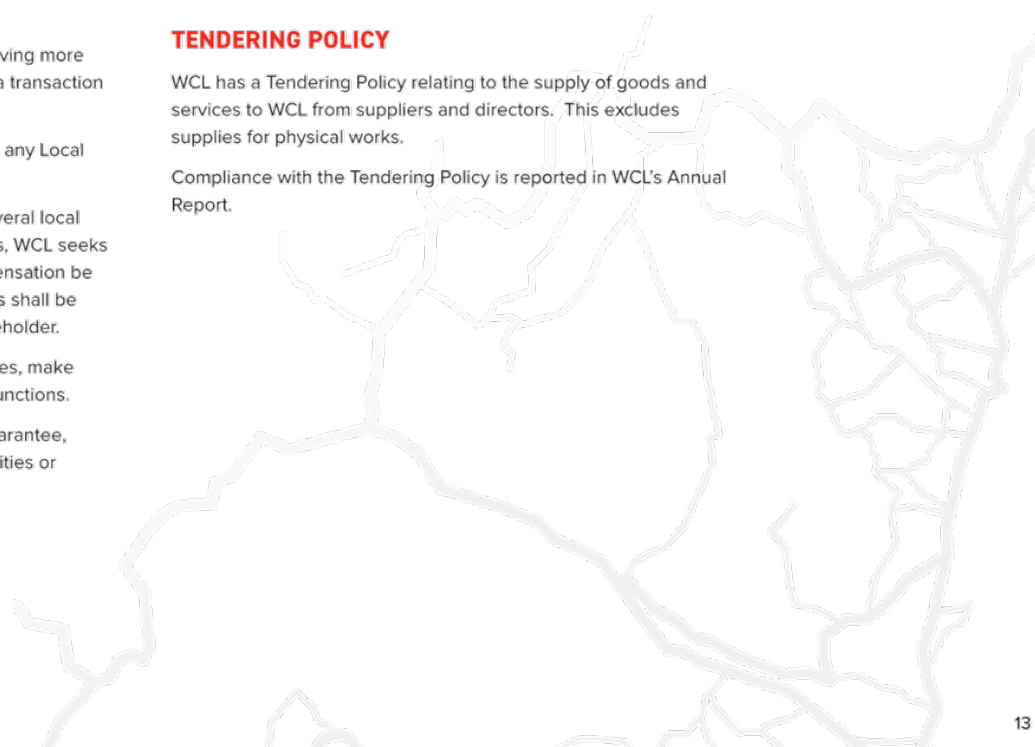 ving more
a transaction
any Local
veral local
s, WCL seeks
ensation be
s shall be
eholder.
es, make
unctions.
arantee,
ities or
TENDERING POLICY
WCL has a Tendering Policy relating to the supply of goods and
services to WCL from suppliers and directors. This excludes
supplies for physical works.
Compliance with the Tendering Policy is reported in WCL's Annual
Report.
13